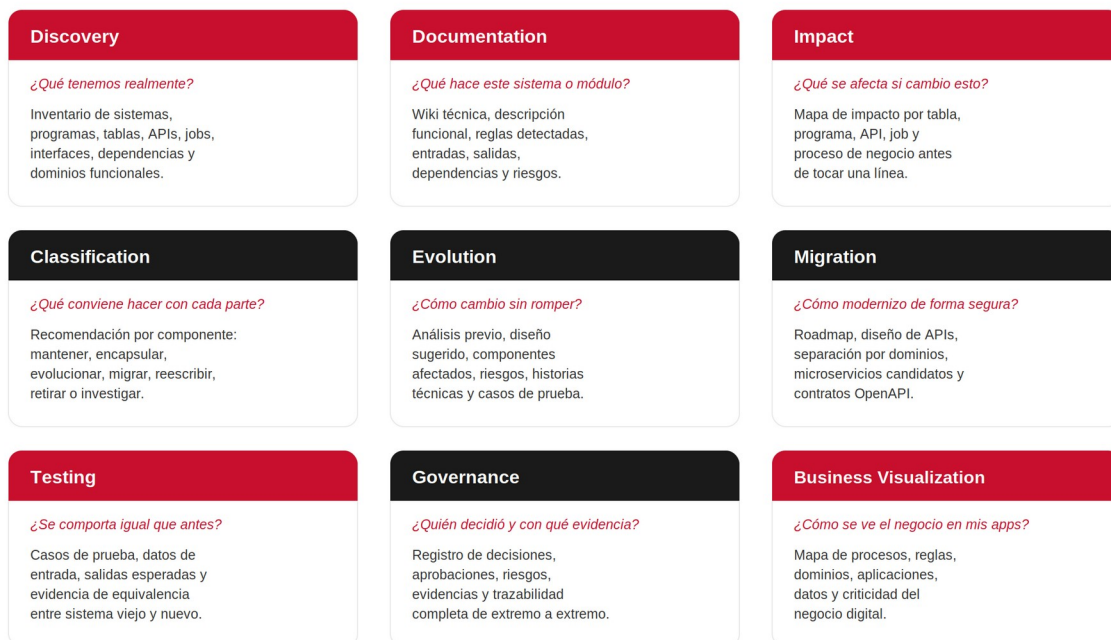 Discovery
¿Qué tenemos realmente?
Inventario de sistemas,
programas, tablas, APIs, jobs,
interfaces, dependencias y
dominios funcionales.
Documentation
¿Qué hace este sistema o módulo?
Wiki técnica, descripción
funcional, reglas detectadas,
entradas, salidas,
dependencias y riesgos.
Impact
¿Qué se afecta si cambio esto?
Mapa de impacto por tabla,
programa, API, job y
proceso de negocio antes
de tocar una línea.
Classification
¿Qué conviene hacer con cada parte?
Recomendación por componente:
mantener, encapsular,
evolucionar, migrar, reescribir,
retirar o investigar.
Evolution
¿Cómo cambio sin romper?
Análisis previo, diseño
sugerido, componentes
afectados, riesgos, historias
técnicas y casos de prueba.
Migration
¿Cómo modernizo de forma segura?
Roadmap, diseño de APIs,
separación por dominios,
microservicios candidatos y
contratos OpenAPI.
Testing
¿Se comporta igual que antes?
Casos de prueba, datos de
entrada, salidas esperadas y
evidencia de equivalencia
entre sistema viejo y nuevo.
Governance
¿Quién decidió y con qué evidencia?
Registro de decisiones,
aprobaciones, riesgos,
evidencias y trazabilidad
completa de extremo a extremo.
Business Visualization
¿Cómo se ve el negocio en mis apps?
Mapa de procesos, reglas,
dominios, aplicaciones,
datos y criticidad del
negocio digital.